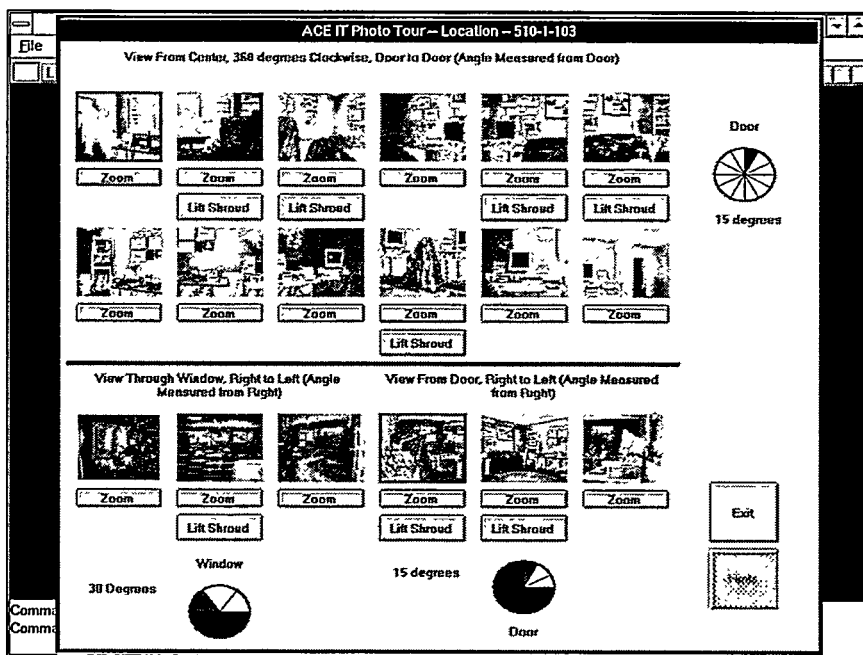 ACE IT Photo Tour – Location – 510-I-103
File
View From Center, 360 degrees Clockwise, Door to Door (Angle Measured from Door)
Zoom Zoom Zoom Zoom Zoom Zoom
Lift Shroud Lift Shroud Lift Shroud Lift Shroud
Door
15 degrees
Zoom Zoom Zoom Zoom Zoom Zoom
Lift Shroud
View Through Window, Right to Left (Angle
Measured from Right)
View From Door, Right to Left (Angle Measured
from Right)
Zoom Zoom Zoom Zoom Zoom Zoom
Lift Shroud Lift Shroud Lift Shroud
Exit
Window
30 Degrees
15 degrees
Door
Comma
Comma